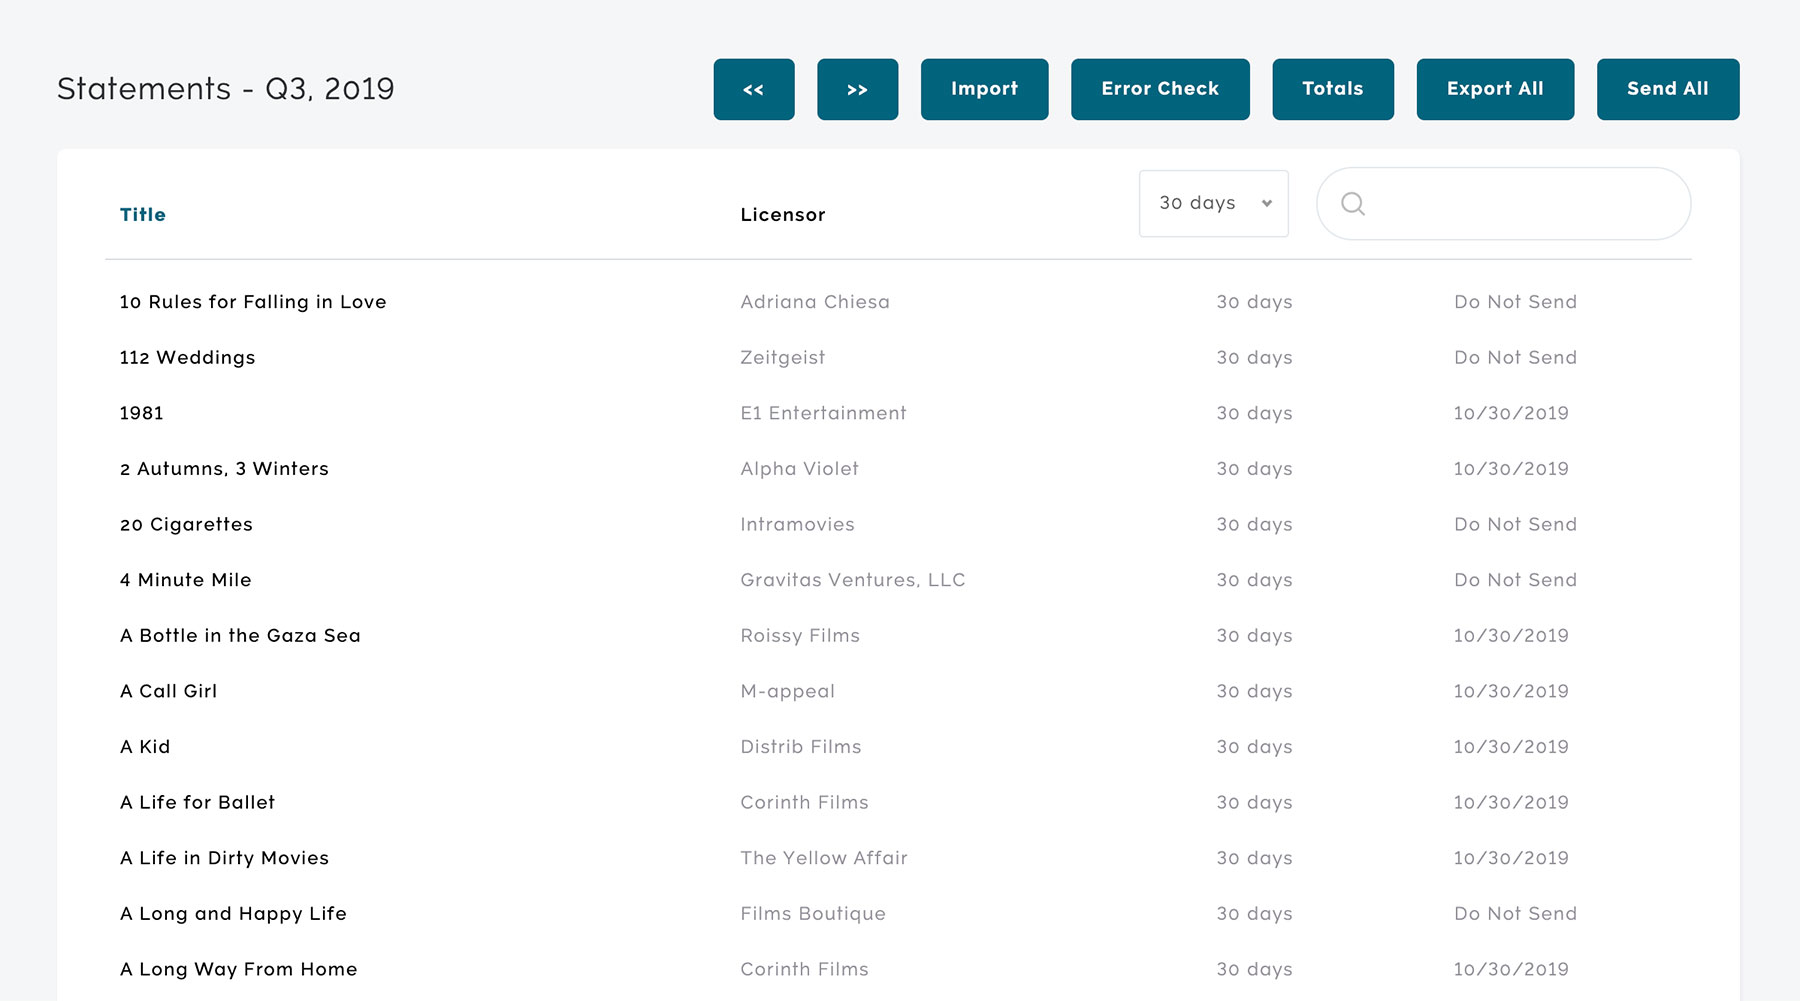 Statements - Q3, 2019
<<
>>
Import
Error Check
Totals
Export All
Send All
Title
Licensor
30 days
10 Rules for Falling in Love Adriana Chiesa 30 days Do Not Send
112 Weddings Zeitgeist 30 days Do Not Send
1981 E1 Entertainment 30 days 10/30/2019
2 Autumns, 3 Winters Alpha Violet 30 days 10/30/2019
20 Cigarettes Intramovies 30 days Do Not Send
4 Minute Mile Gravitas Ventures, LLC 30 days Do Not Send
A Bottle in the Gaza Sea Roissy Films 30 days 10/30/2019
A Call Girl M-appeal 30 days 10/30/2019
A Kid Distrib Films 30 days 10/30/2019
A Life for Ballet Corinth Films 30 days 10/30/2019
A Life in Dirty Movies The Yellow Affair 30 days 10/30/2019
A Long and Happy Life Films Boutique 30 days Do Not Send
A Long Way From Home Corinth Films 30 days 10/30/2019